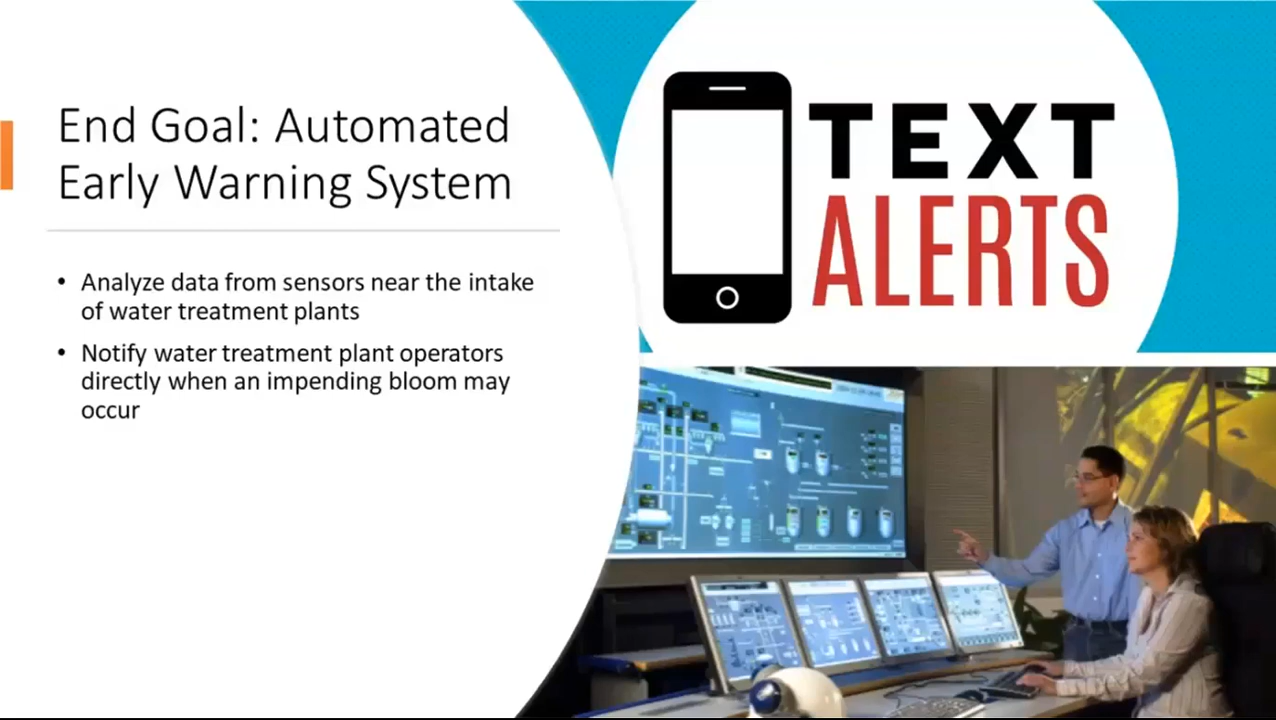 End Goal: Automated
Early Warning System
• Analyze data from sensors near the intake
of water treatment plants
• Notify water treatment plant operators
directly when an impending bloom may
occur
TEXT
ALERTS